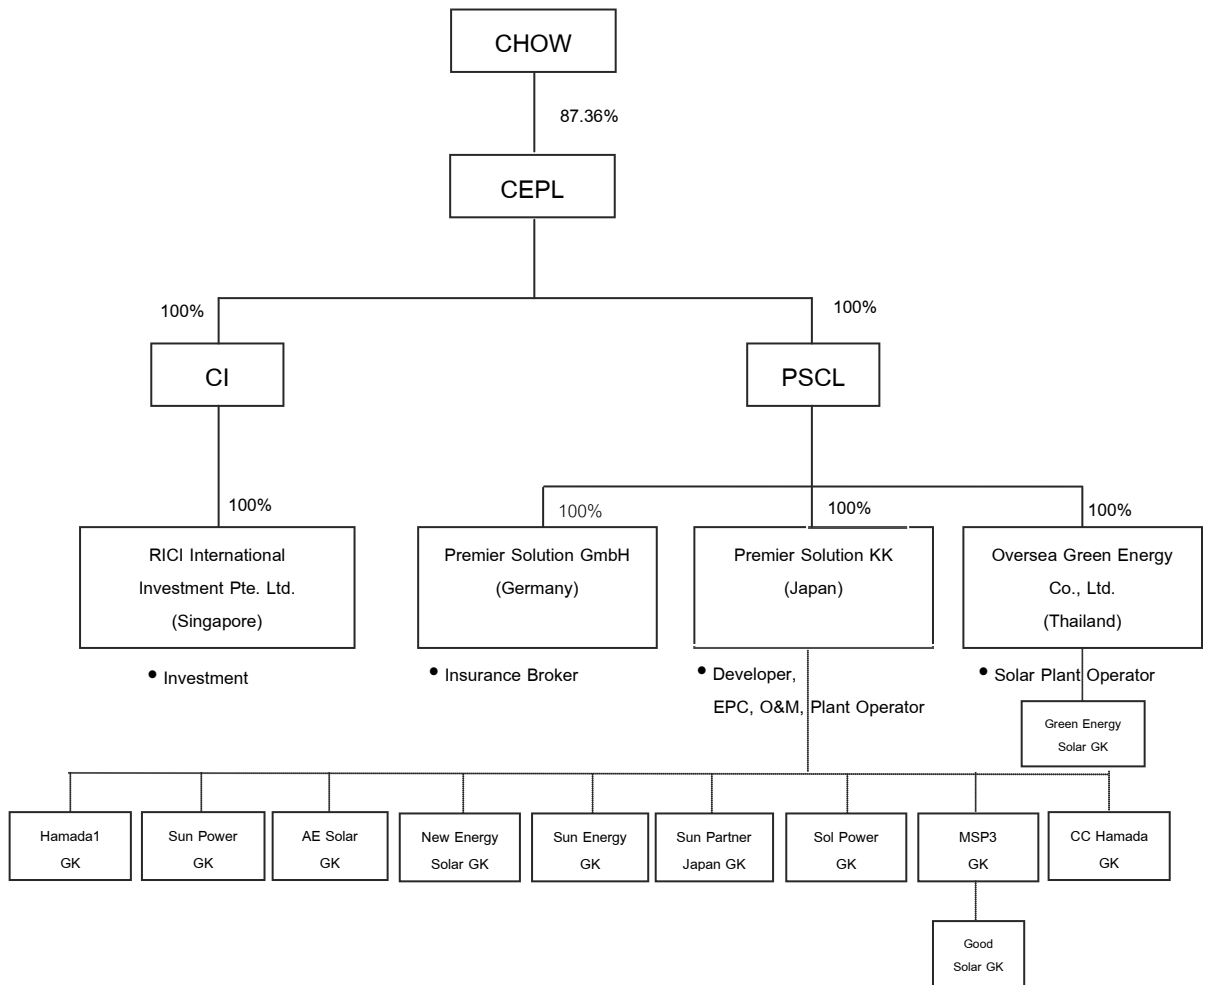 CHOW
87.36%
CEPL
100%
100%
CI
PSCL
100%
100%
100%
100%
RICI International
Investment Pte. Ltd.
(Singapore)
Premier Solution GmbH
(Germany)
Premier Solution KK
(Japan)
Oversea Green Energy
Co., Ltd.
(Thailand)
• Investment
• Insurance Broker
• Developer,
EPC, O&M, Plant Operator
• Solar Plant Operator
Green Energy
Solar GK
Hamada1
GK
Sun Power
GK
AE Solar
GK
New Energy
Solar GK
Sun Energy
GK
Sun Partner
Japan GK
Sol Power
GK
MSP3
GK
CC Hamada
GK
Good
Solar GK